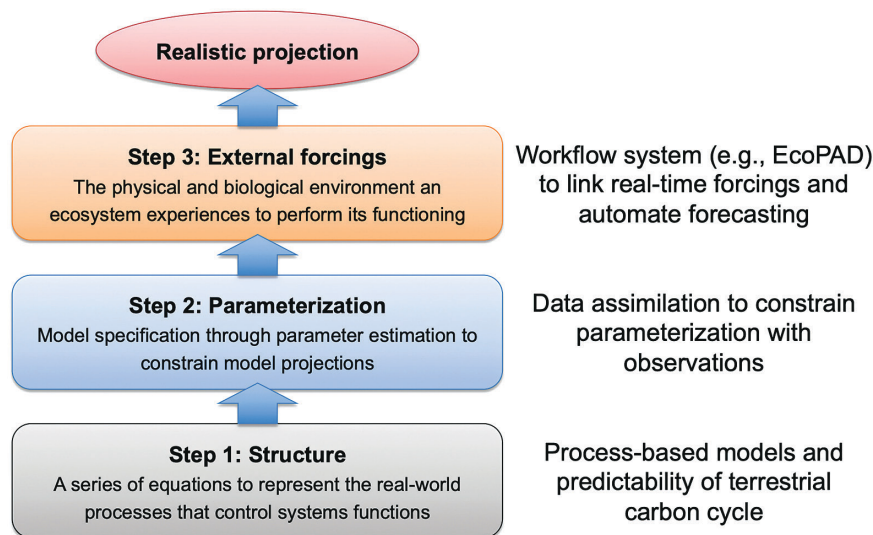 Realistic projection
Step 3: External forcings
The physical and biological environment an
ecosystem experiences to perform its functioning
Workflow system (e.g., EcoPAD)
to link real-time forcings and
automate forecasting
Step 2: Parameterization
Model specification through parameter estimation to
constrain model projections
Data assimilation to constrain
parameterization with
observations
Step 1: Structure
A series of equations to represent the real-world
processes that control systems functions
Process-based models and
predictability of terrestrial
carbon cycle